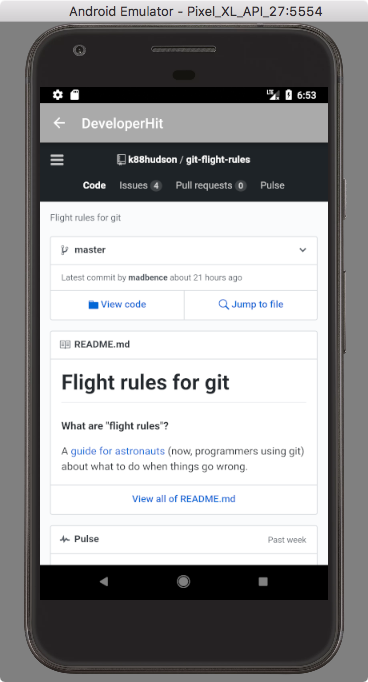 Android Emulator - Pixel_XL_API_27:5554
LTE 6:53
DeveloperHit
k88hudson / git-flight-rules
Code Issues 4 Pull requests 0 Pulse
Flight rules for git
master
Latest commit by madbence about 21 hours ago
View code Jump to file
README.md
Flight rules for git
What are "flight rules"?
A guide for astronauts (now, programmers using git)
about what to do when things go wrong.
View all of README.md
Pulse Past week